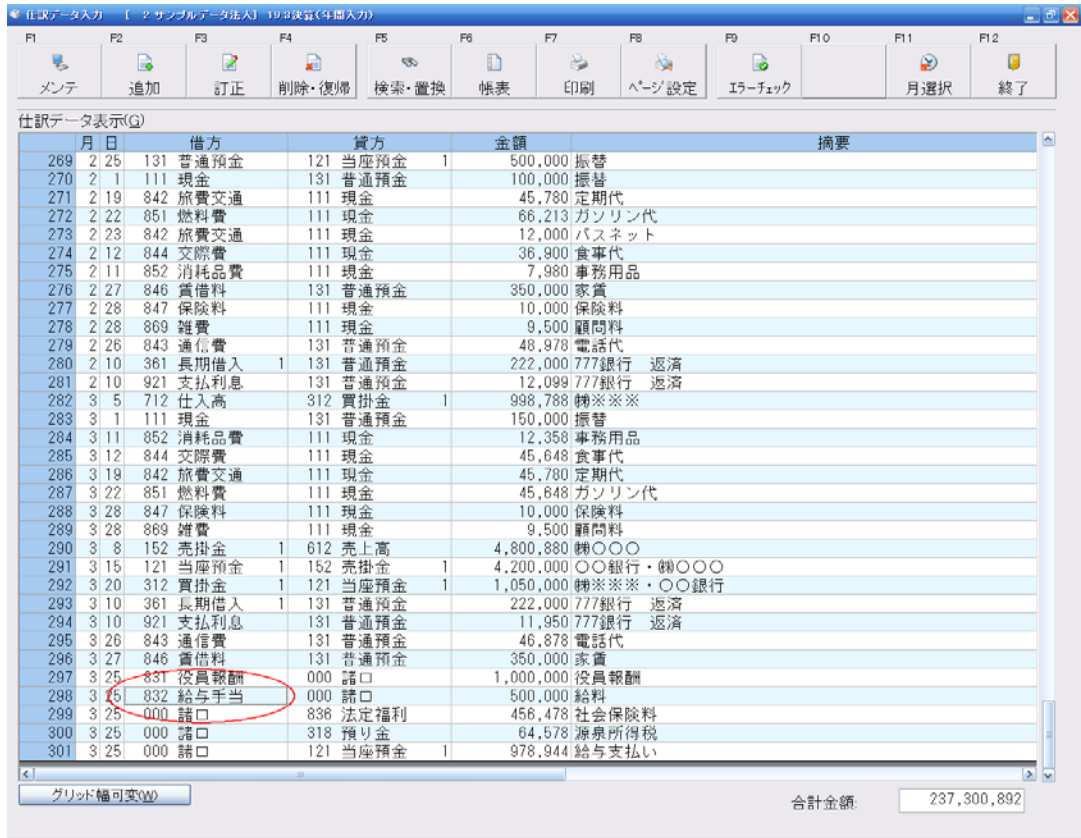 仕訳データ入力 [ 2 サンプルデータ法人] 19.3決算(年間入力)
F1 F2 F3 F4 F5 F6 F7 F8 F9 F10 F11 F12
メンテ 追加 訂正 削除・復帰 検索・置換 帳表 印刷 ページ設定 エラーチェック 月選択 終了
仕訳データ表示(G)
月 日 借方 貸方 金額 摘要
269 2 25 131 普通預金 121 当座預金 1 500,000 振替
270 2 1 111 現金 131 普通預金 100,000 振替
271 2 19 842 旅費交通 111 現金 45,780 定期代
272 2 22 851 燃料費 111 現金 66,213 ガソリン代
273 2 23 842 旅費交通 111 現金 12,000 パスネット
274 2 12 844 交際費 111 現金 36,900 食事代
275 2 11 852 消耗品費 111 現金 7,980 事務用品
276 2 27 846 賃借料 131 普通預金 350,000 家賃
277 2 28 847 保険料 111 現金 10,000 保険料
278 2 28 869 雑費 111 現金 9,500 顧問料
279 2 26 843 通信費 131 普通預金 48,978 電話代
280 2 10 361 長期借入 1 131 普通預金 222,000 777銀行 返済
281 2 10 921 支払利息 131 普通預金 12,099 777銀行 返済
282 3 5 712 仕入高 312 買掛金 1 998,788 ㈱※※※
283 3 1 111 現金 131 普通預金 150,000 振替
284 3 11 852 消耗品費 111 現金 12,358 事務用品
285 3 12 844 交際費 111 現金 45,648 食事代
286 3 19 842 旅費交通 111 現金 45,780 定期代
287 3 22 851 燃料費 111 現金 45,648 ガソリン代
288 3 28 847 保険料 111 現金 10,000 保険料
289 3 28 869 雑費 111 現金 9,500 顧問料
290 3 8 152 売掛金 1 612 売上高 4,800,880 ㈱〇〇〇
291 3 15 121 当座預金 1 152 売掛金 1 4,200,000 〇〇銀行・㈱〇〇〇
292 3 20 312 買掛金 1 121 当座預金 1 1,050,000 ㈱※※※・〇〇銀行
293 3 10 361 長期借入 1 131 普通預金 222,000 777銀行 返済
294 3 10 921 支払利息 131 普通預金 11,950 777銀行 返済
295 3 26 843 通信費 131 普通預金 46,878 電話代
296 3 27 846 賃借料 131 普通預金 350,000 家賃
297 3 25 831 役員報酬 000 諸口 1,000,000 役員報酬
298 3 25 832 給与手当 000 諸口 500,000 給料
299 3 25 000 諸口 836 法定福利 456,478 社会保険料
300 3 25 000 諸口 318 預り金 64,578 源泉所得税
301 3 25 000 諸口 121 当座預金 1 978,944 給与支払い
グリッド幅可変(W) 合計金額: 237,300,892